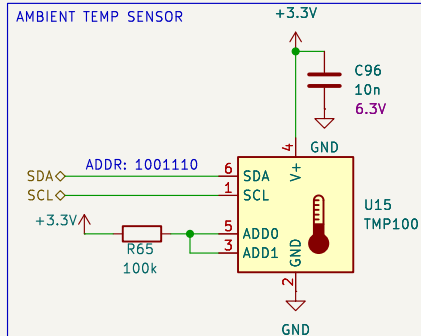 AMBIENT TEMP SENSOR
+3.3V
C96
10n
6.3V
4
GND
V+
ADDR: 1001110
SDA
6
SDA
SCL
1
SCL
U15
TMP100
+3.3V
R65
100k
5
ADD0
3
ADD1
GND
2
GND